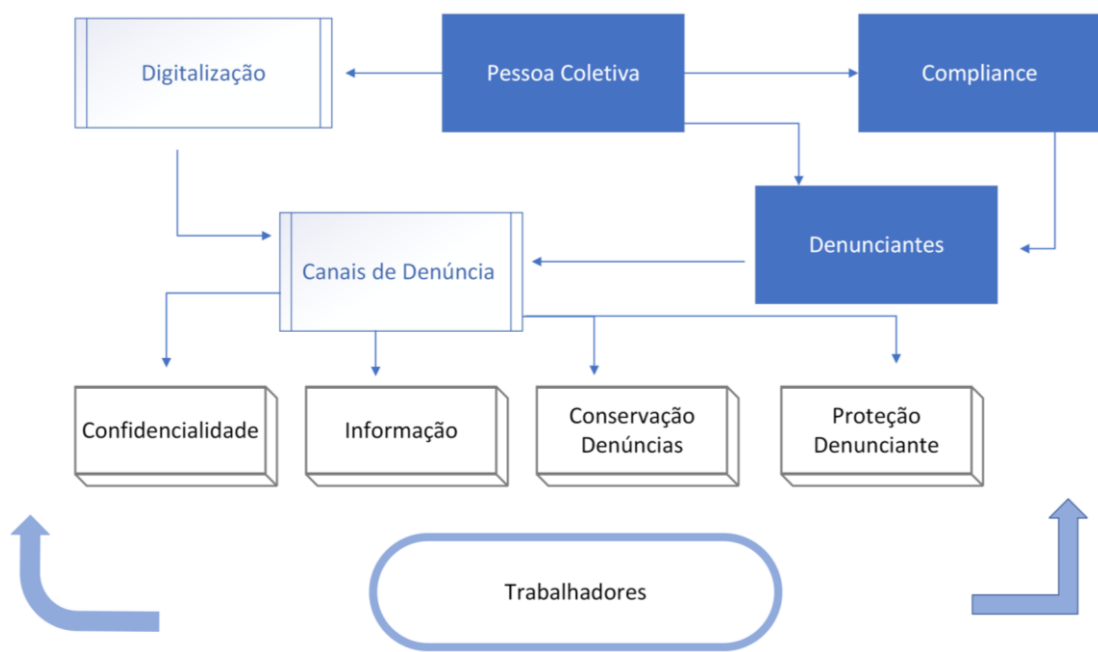 Digitalização
Pessoa Coletiva
Compliance
Denunciantes
Canais de Denúncia
Confidencialidade
Informação
Conservação
Denúncias
Proteção
Denunciante
Trabalhadores